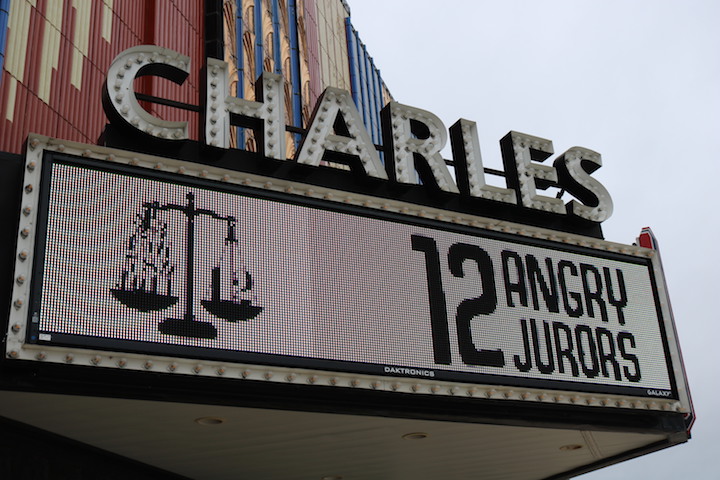 CHARLES
12 ANGRY
JURORS
DAKTRONICS
GALAXY